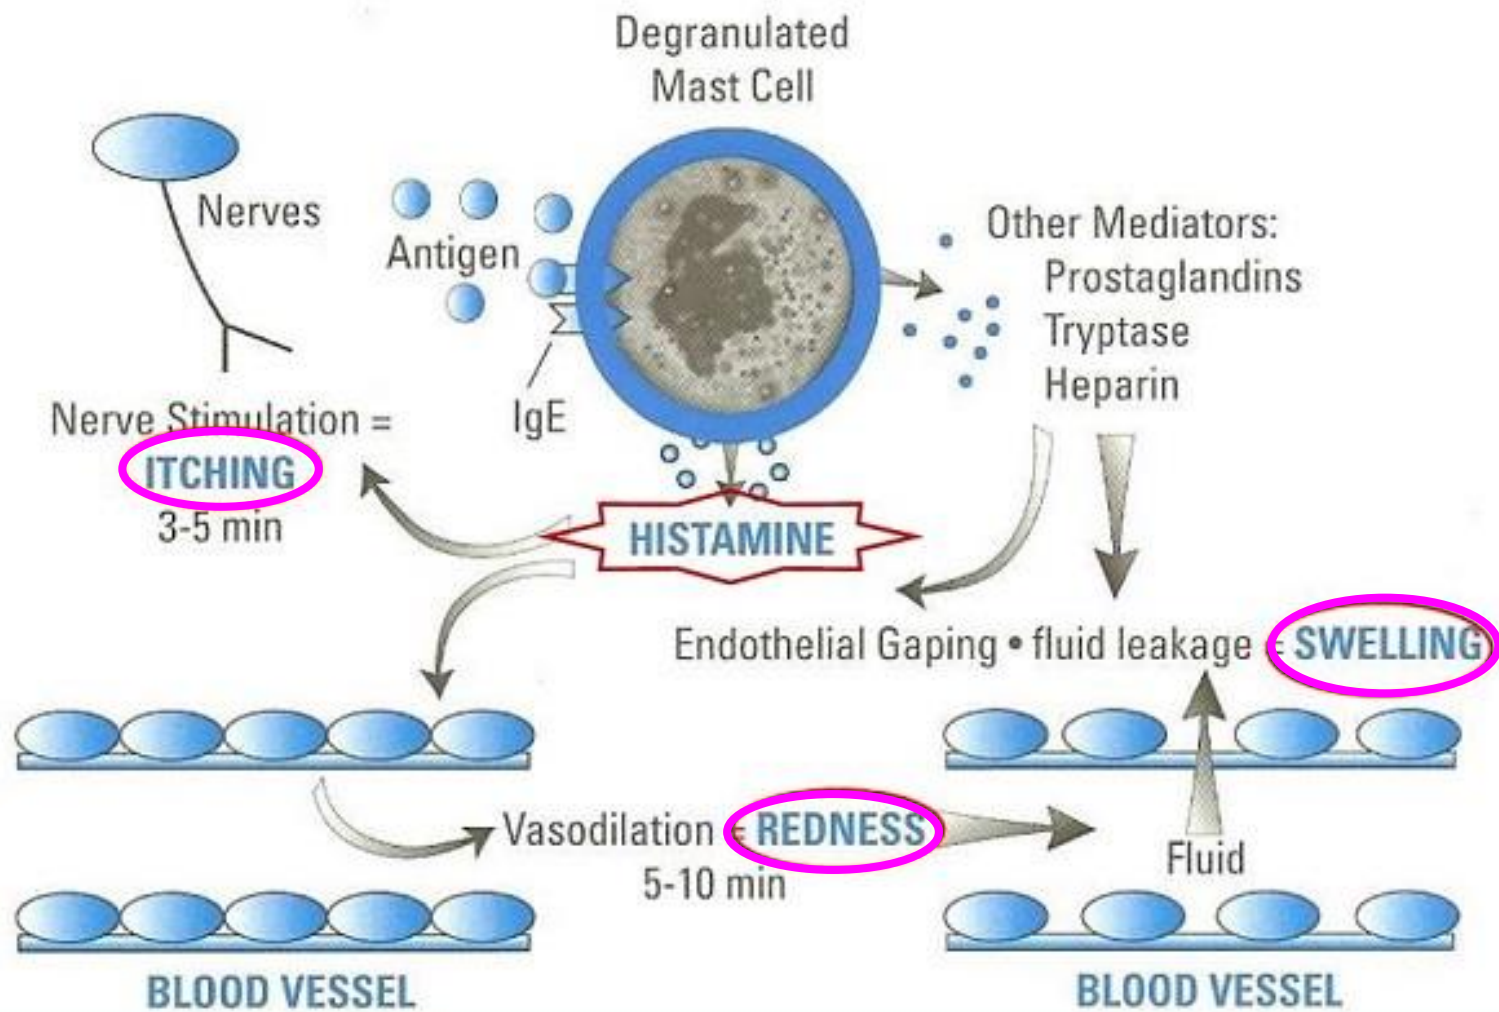 Degranulated
Mast Cell
Nerves
Antigen
Other Mediators:
Prostaglandins
Tryptase
Heparin
IgE
Nerve Stimulation =
ITCHING
3-5 min
HISTAMINE
Endothelial Gaping • fluid leakage = SWELLING
Vasodilation = REDNESS
5-10 min
Fluid
BLOOD VESSEL
BLOOD VESSEL